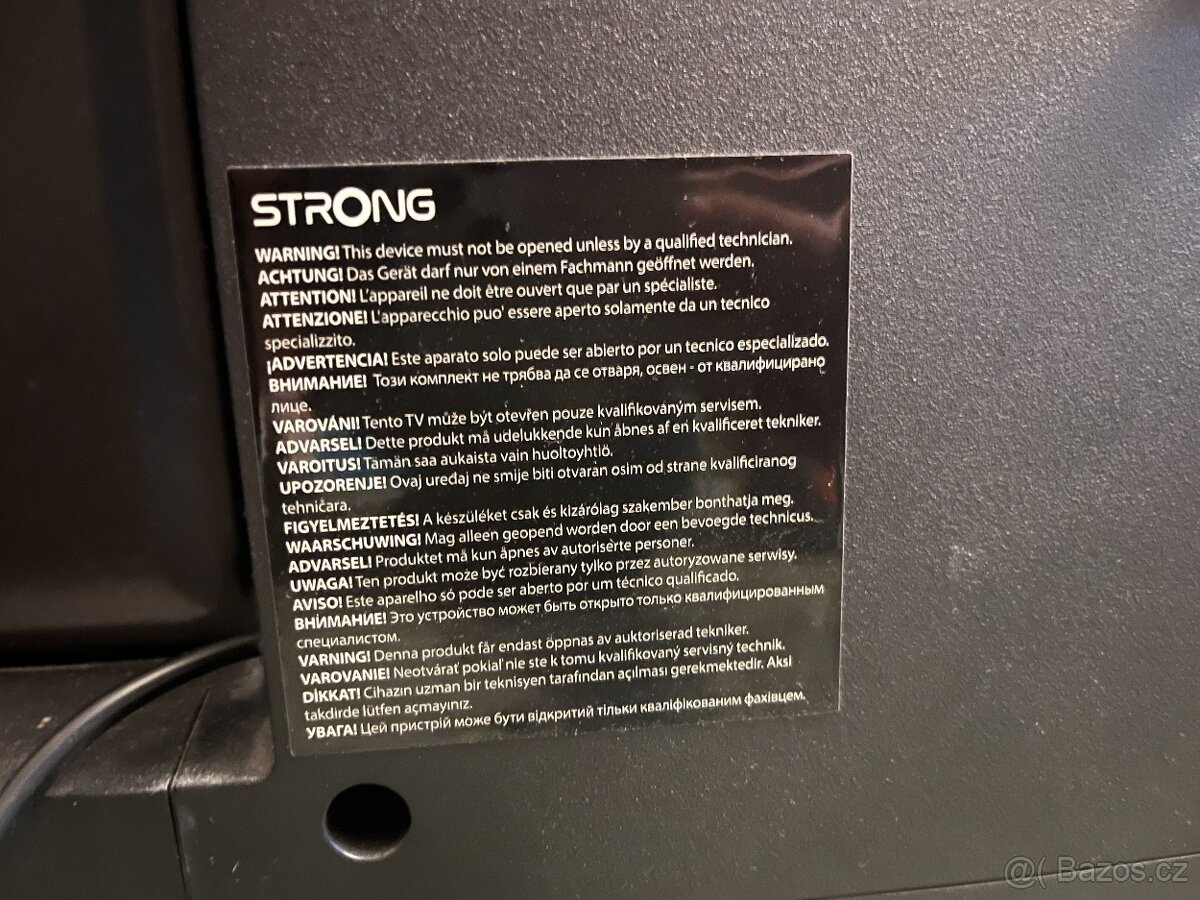 STRONG
WARNING! This device must not be opened unless by a qualified technician.
ACHTUNG! Das Gerät darf nur von einem Fachmann geöffnet werden.
ATTENTION! L'appareil ne doit être ouvert que par un spécialiste.
ATTENZIONE! L'apparecchio puo' essere aperto solamente da un tecnico
specializzito.
¡ADVERTENCIA! Este aparato solo puede ser abierto por un tecnico especializado.
ВНИМАНИЕ! Този комплект не трябва да се отваря, освен - от квалифицирано
лице.
VAROVÁNI! Tento TV může být otevřen pouze kvalifikovaným servisem.
ADVARSEL! Dette produkt må udelukkende kun åbnes af en kvalificeret tekniker.
VAROITUS! Tämän saa aukaista vain huoltoyhtiö.
UPOZORENJE! Ovaj uređaj ne smije biti otvaran osim od strane kvalificiranog
tehničara.
FIGYELMEZTETÉS! A készüléket csak és kizárólag szakember bonthatja meg.
WAARSCHUWING! Mag alleen geopend worden door een bevoegde technicus.
ADVARSEL! Produktet må kun åpnes av autorisèrte personer.
UWAGA! Ten produkt może być rozbierany tylko przez autoryzowane serwisy.
AVISO! Este aparelho só pode ser aberto por um técnico qualificado.
ВНИМАНИЕ! Это устройство может быть открыто только квалифицированным
специалистом.
VARNING! Denna produkt får endast öppnas av auktoriserad tekniker.
VAROVANIE! Neotvárať pokiaľ nie ste k tomu kvalifikovaný servisný technik.
DİKKAT! Cihazın uzman bir teknisyen tarafından açılması gerekmektedir. Aksi
takdirde lütfen açmayınız.
УВАГА! Цей пристрій може бути відкритий тільки кваліфікованим фахівцем.
@( Bazos.cz